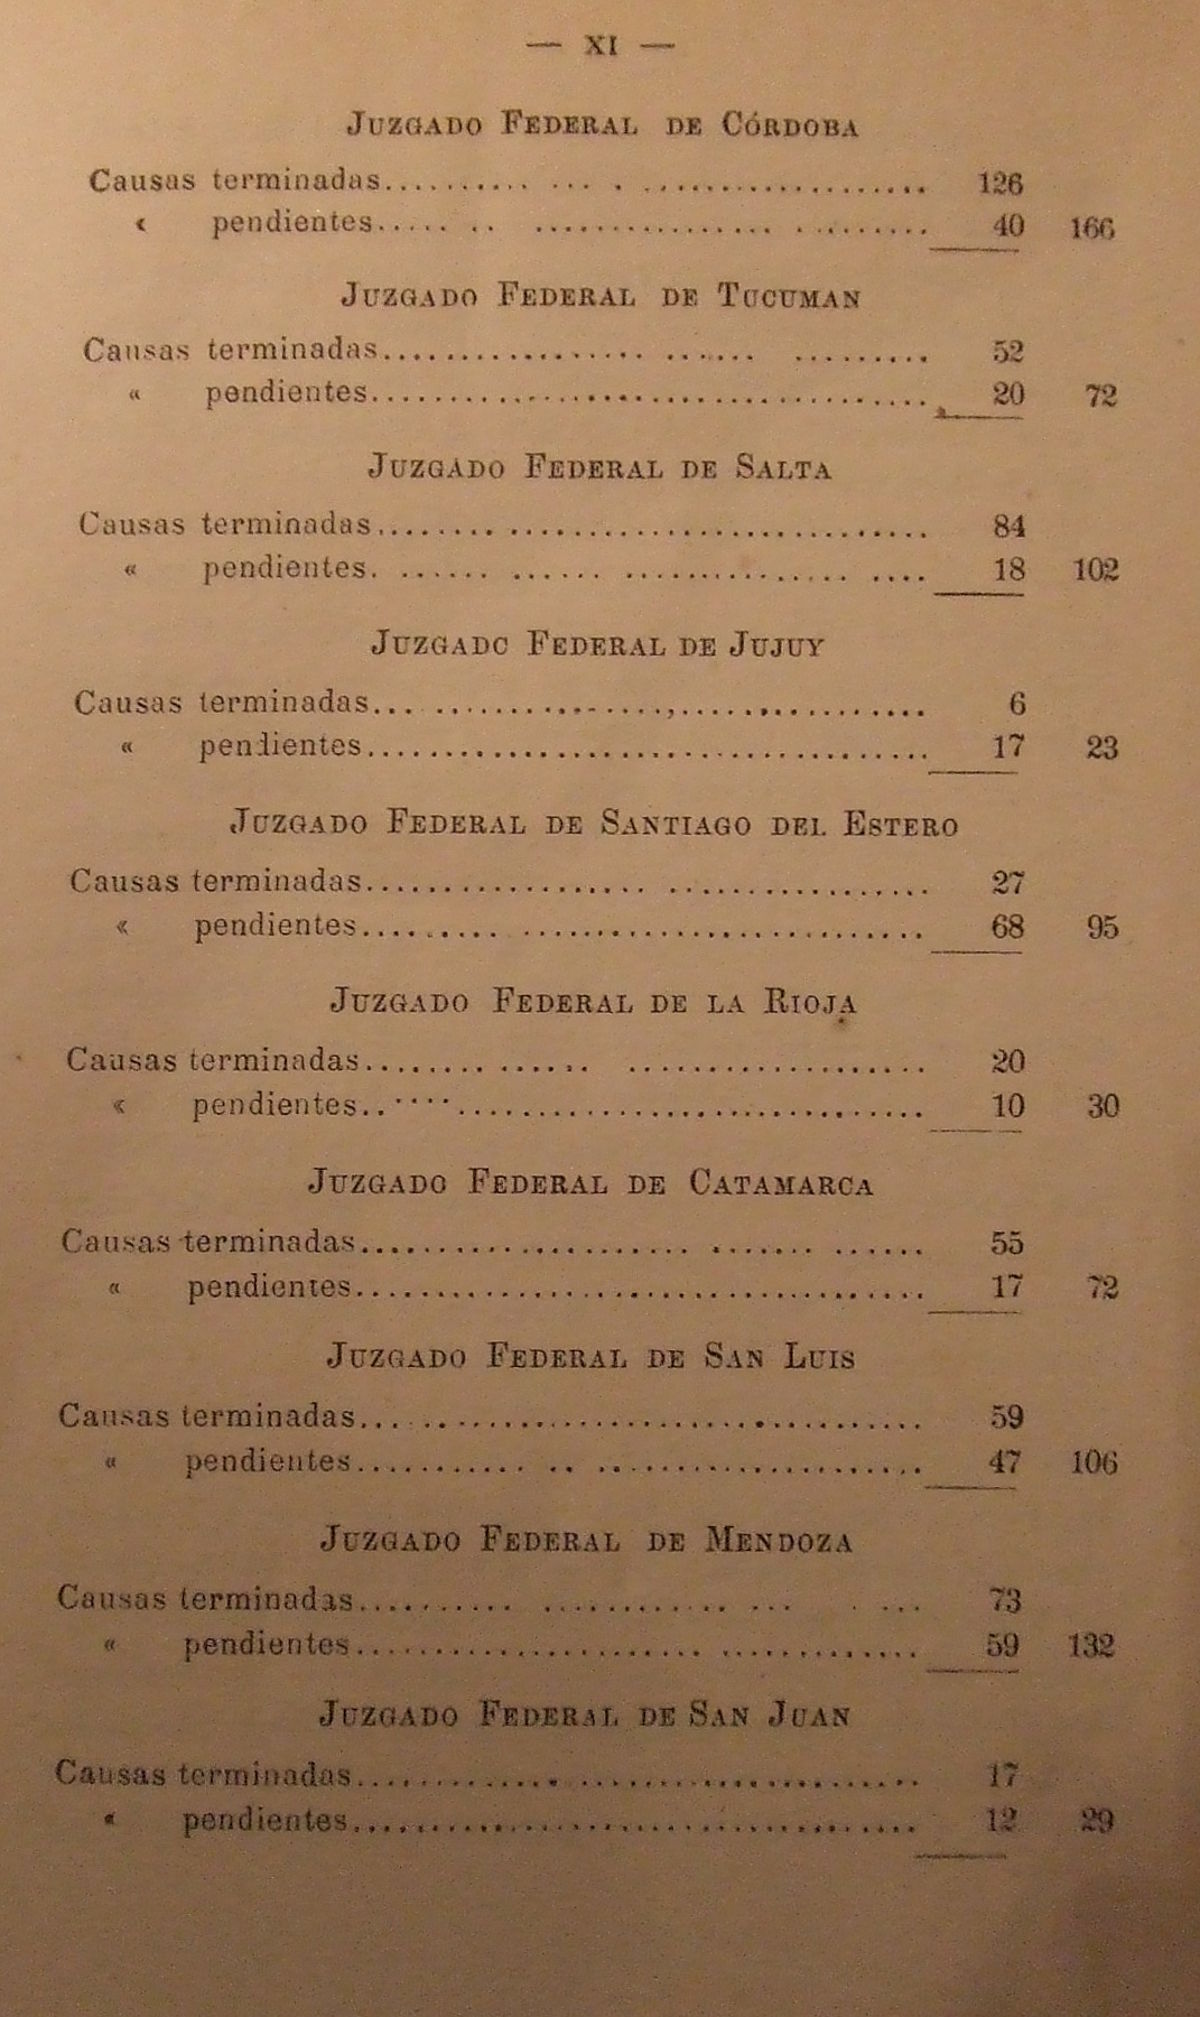 — XI —
Juzgado Federal de Córdoba
Causas terminadas.................................... 126
« pendientes.................................... 40 166
Juzgado Federal de Tucuman
Causas terminadas.................................... 52
« pendientes.................................... 20 72
Juzgado Federal de Salta
Causas terminadas.................................... 84
« pendientes.................................... 18 102
Juzgado Federal de Jujuy
Causas terminadas.................................... 6
« pendientes.................................... 17 23
Juzgado Federal de Santiago del Estero
Causas terminadas.................................... 27
« pendientes.................................... 68 95
Juzgado Federal de la Rioja
Causas terminadas.................................... 20
« pendientes.................................... 10 30
Juzgado Federal de Catamarca
Causas terminadas.................................... 55
« pendientes.................................... 17 72
Juzgado Federal de San Luis
Causas terminadas.................................... 59
« pendientes.................................... 47 106
Juzgado Federal de Mendoza
Causas terminadas.................................... 73
« pendientes.................................... 59 132
Juzgado Federal de San Juan
Causas terminadas.................................... 17
« pendientes.................................... 12 29